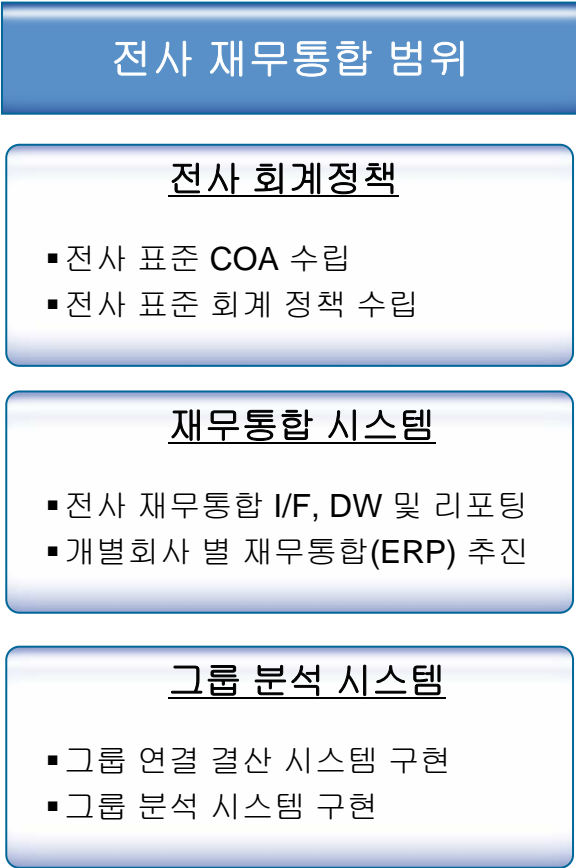 전사 재무통합 범위
전사 회계정책
▪전사 표준 COA 수립
▪전사 표준 회계 정책 수립
재무통합 시스템
▪전사 재무통합 I/F, DW 및 리포팅
▪개별회사 별 재무통합(ERP) 추진
그룹 분석 시스템
▪그룹 연결 결산 시스템 구현
▪그룹 분석 시스템 구현